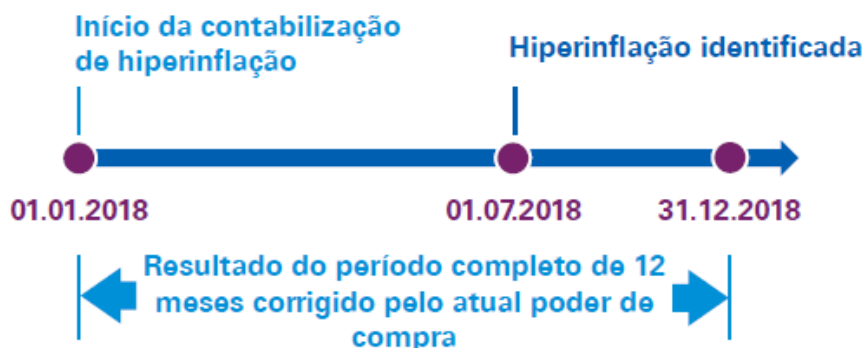 Início da contabilização
de hiperinflação
Hiperinflação identificada
01.01.2018
01.07.2018
31.12.2018
Resultado do período completo de 12
meses corrigido pelo atual poder de
compra